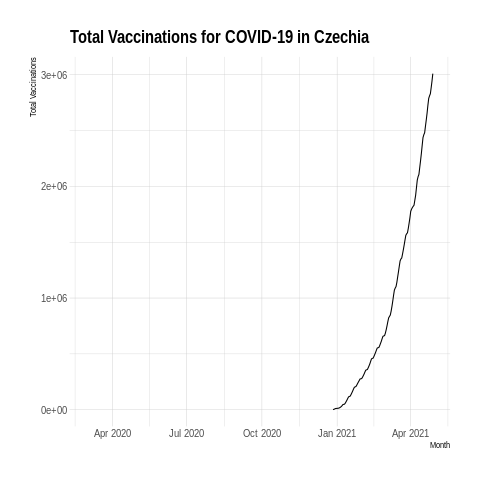 Total Vaccinations for COVID-19 in Czechia
Total Vaccinations
3e+06
2e+06
1e+06
0e+00
Apr 2020 Jul 2020 Oct 2020 Jan 2021 Apr 2021
Month